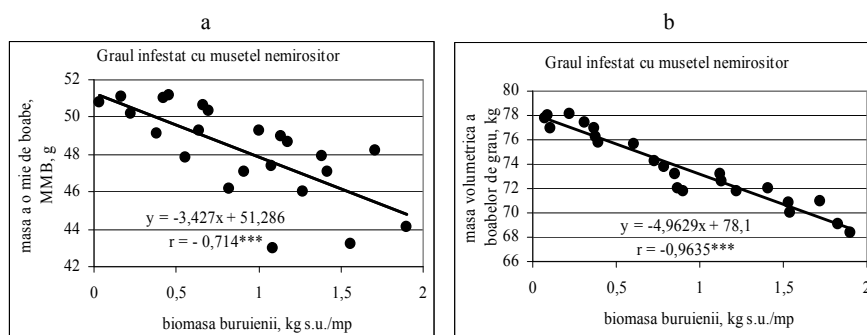 a
Graul infestat cu musetel nemirositor
masa a o mie de boabe,
MMB, g
52
50
48
46
44
42
y = -3,427x + 51,286
r = - 0,714***
0
0,5
1
1,5
2
biomasa buruienii, kg s.u./mp
b
Graul infestat cu musetel nemirositor
masa volumetrica a
boabelor de grau, kg
80
78
76
74
72
70
68
66
y = -4,9629x + 78,1
r = -0,9635***
0
0,5
1
1,5
2
biomasa buruienii, kg s.u./mp